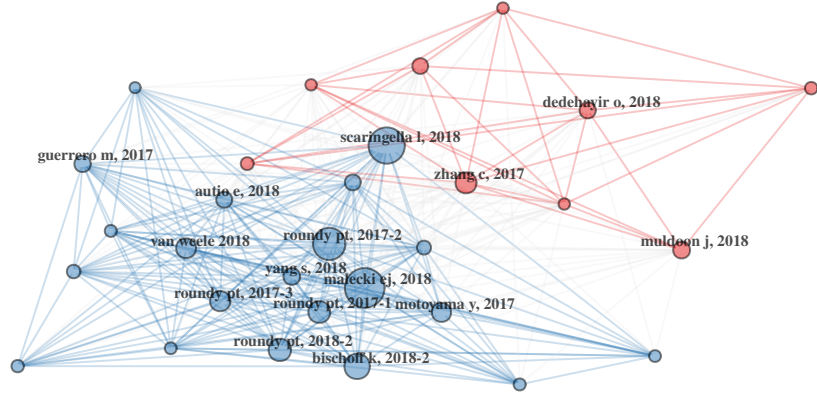 dedehayir o, 2018
scaringella l, 2018
guerrero m, 2017
zhang c, 2017
autio e, 2018
roundy pt, 2017-2
van weele 2018
muldoon j, 2018
yang s, 2018
malecki ej, 2018
roundy pt, 2017-3
roundy pt, 2017-1
motoyama y, 2017
roundy pt, 2018-2
bischoff k, 2018-2